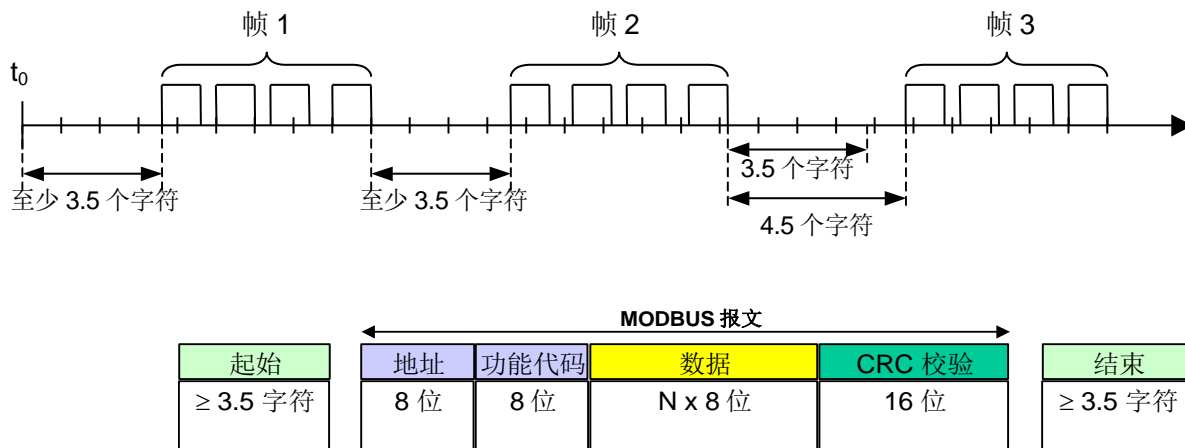 帧 1
帧 2
帧 3
t0
3.5 个字符
至少 3.5 个字符
至少 3.5 个字符
4.5 个字符
MODBUS 报文
起始
地址
功能代码
数据
CRC 校验
结束
≥ 3.5 字符
8 位
8 位
N x 8 位
16 位
≥ 3.5 字符